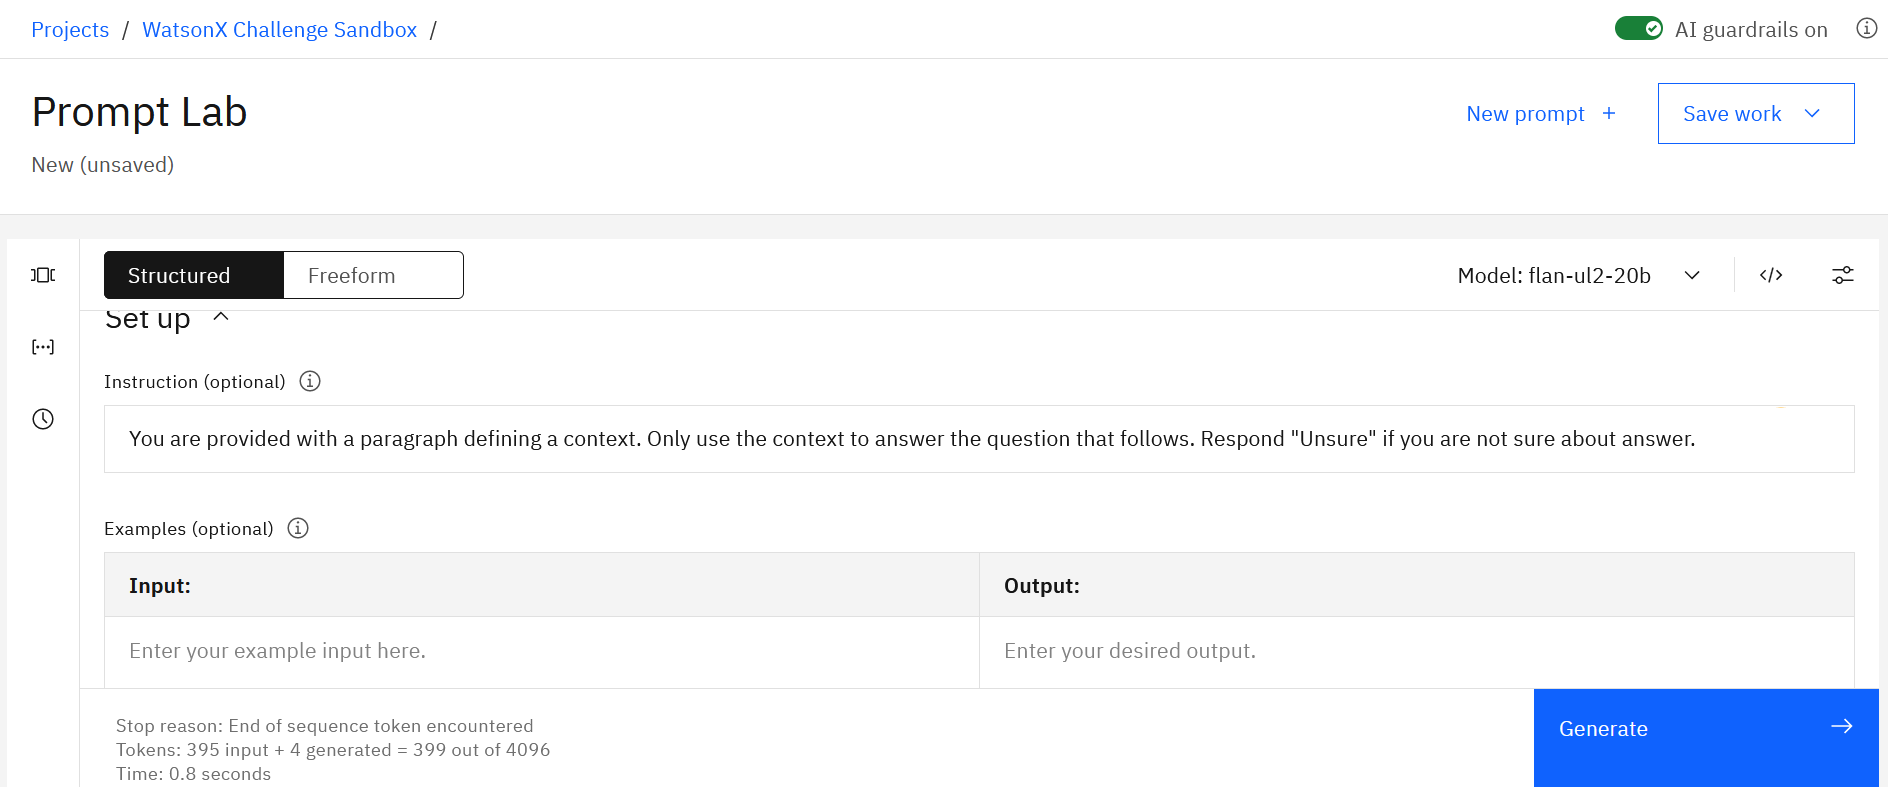 Projects / WatsonX Challenge Sandbox /
AI guardrails on
Prompt Lab
New prompt +
Save work
New (unsaved)
Structured
Freeform
Model: flan-ul2-20b
Set up
Instruction (optional)
You are provided with a paragraph defining a context. Only use the context to answer the question that follows. Respond "Unsure" if you are not sure about answer.
Examples (optional)
Input:
Output:
Enter your example input here.
Enter your desired output.
Stop reason: End of sequence token encountered
Tokens: 395 input + 4 generated = 399 out of 4096
Time: 0.8 seconds
Generate